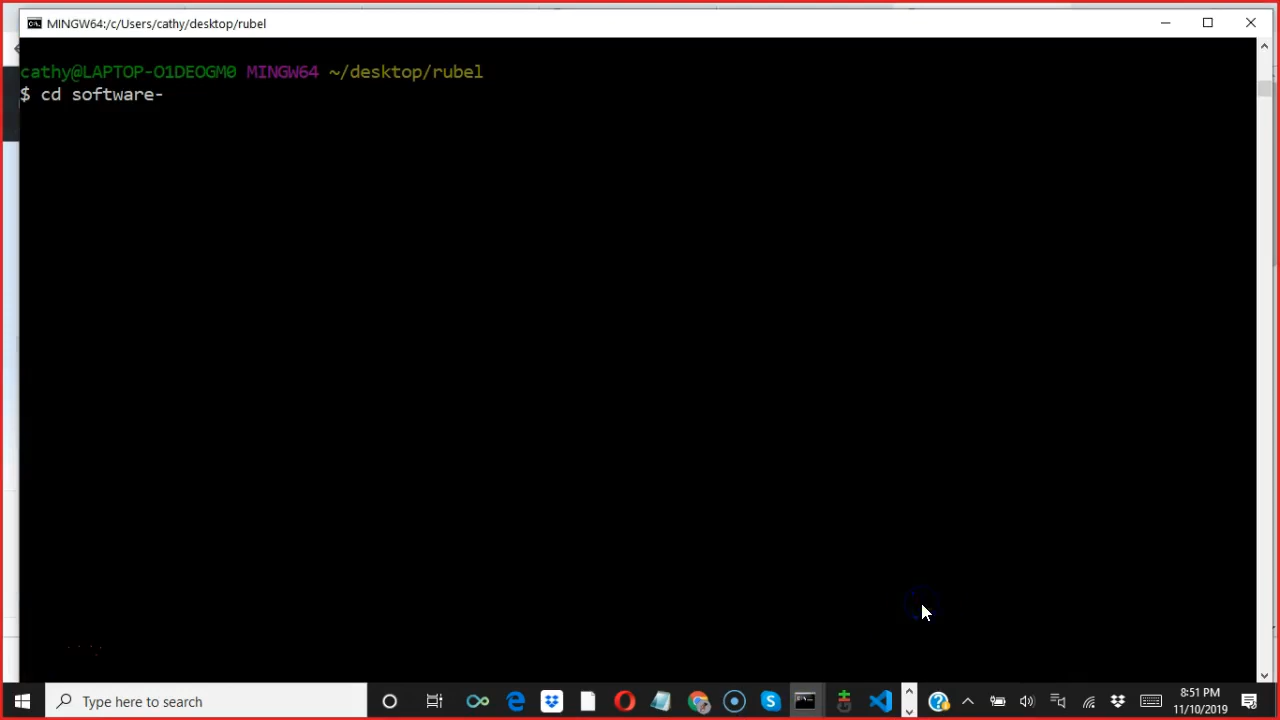 MINGW64:/c/Users/cathy/desktop/rubel
cathy@LAPTOP-O1DEOGM0 MINGW64 ~/desktop/rubel
$ cd software-
Type here to search
8:51 PM
11/10/2019